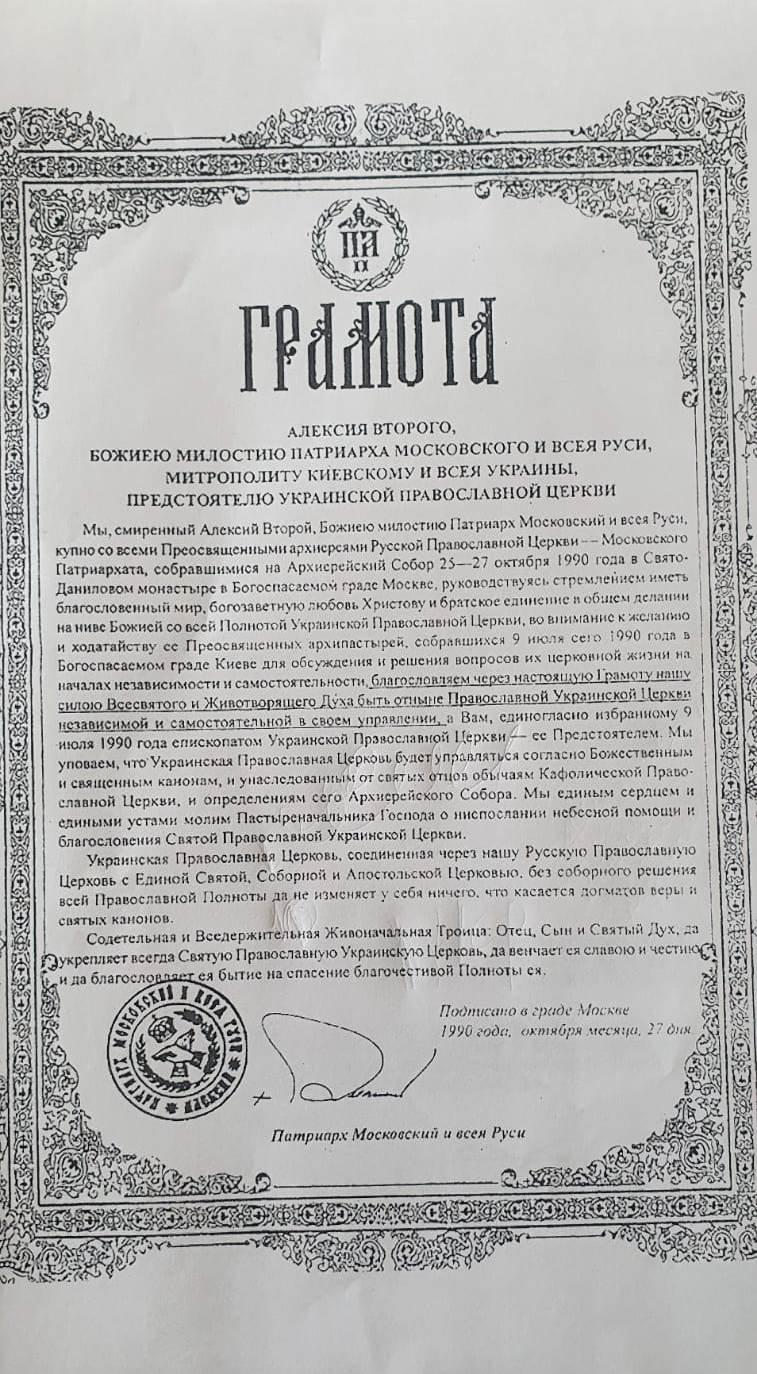 ПА
II
ГРАМОТА
АЛЕКСИЯ ВТОРОГО,
БОЖИЕЮ МИЛОСТИЮ ПАТРИАРХА МОСКОВСКОГО И ВСЕЯ РУСИ,
МИТРОПОЛИТУ КИЕВСКОМУ И ВСЕЯ УКРАИНЫ,
ПРЕДСТОЯТЕЛЮ УКРАИНСКОЙ ПРАВОСЛАВНОЙ ЦЕРКВИ
Мы, смиренный Алексий Второй, Божиею милостию Патриарх Московский и всея Руси,
купно со всеми Преосвященными архиереями Русской Православной Церкви –– Московского
Патриархата, собравшимися на Архиерейский Собор 25—27 октября 1990 года в Свято-
Даниловом монастыре в Богоспасаемом граде Москве, руководствуясь стремлением иметь
благословенный мир, богозаветную любовь Христову и братское единение в общем делании
на ниве Божией со всей Полнотой Украинской Православной Церкви, во внимание к желанию
и ходатайству ее Преосвященных архипастырей, собравшихся 9 июля сего 1990 года в
Богоспасаемом граде Киеве для обсуждения и решения вопросов их церковной жизни на
началах независимости и самостоятельности, благословляем через настоящую Грамоту нашу
силою Всесвятого и Животворящего Духа быть отныне Православной Украинской Церкви
независимой и самостоятельной в своем управлении, а Вам, единогласно избранному 9
июля 1990 года епископатом Украинской Православной Церкви — ее Предстоятелем. Мы
уповаем, что Украинская Православная Церковь будет управляться согласно Божественным
и священным канонам, и унаследованным от святых отцов обычаям Кафолической Право-
славной Церкви, и определениям сего Архиерейского Собора. Мы единым сердцем и
едиными устами молим Пастыреначальника Господа о ниспослании небесной помощи и
благословения Святой Православной Украинской Церкви.
Украинская Православная Церковь, соединенная через нашу Русскую Православную
Церковь с Единой Святой, Соборной и Апостольской Церковью, без соборного решения
всей Православной Полноты да не изменяет у себя ничего, что касается догматов веры и
святых канонов.
Содетельная и Вседержительная Живоначальная Троица: Отец, Сын и Святый Дух, да
укрепляет всегда Святую Православную Украинскую Церковь, да венчает ея славою и честию
и да благословляет ея бытие на спасение благочестивой Полноты ея.
Подписано в граде Москве
1990 года, октября месяца, 27 дня
ПАТРИАРХ МОСКОВСКИЙ И ВСЕЯ РУСИ
АЛЕКСИЙ
Патриарх Московский и всея Руси